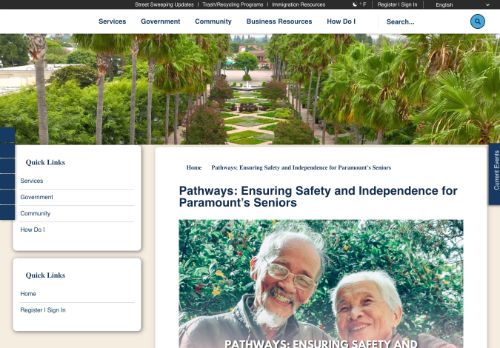 Street Sweeping Updates | Trash/Recycling Programs | Immigration Resources
° F
Register | Sign In
English
Services
Government
Community
Business Resources
How Do I
Search...
Current Events
Quick Links
Services
Government
Community
How Do I
Quick Links
Home
Register | Sign In
Home
Pathways: Ensuring Safety and Independence for Paramount's Seniors
Pathways: Ensuring Safety and Independence for
Paramount's Seniors
PATHWAYS: ENSURING SAFETY AND